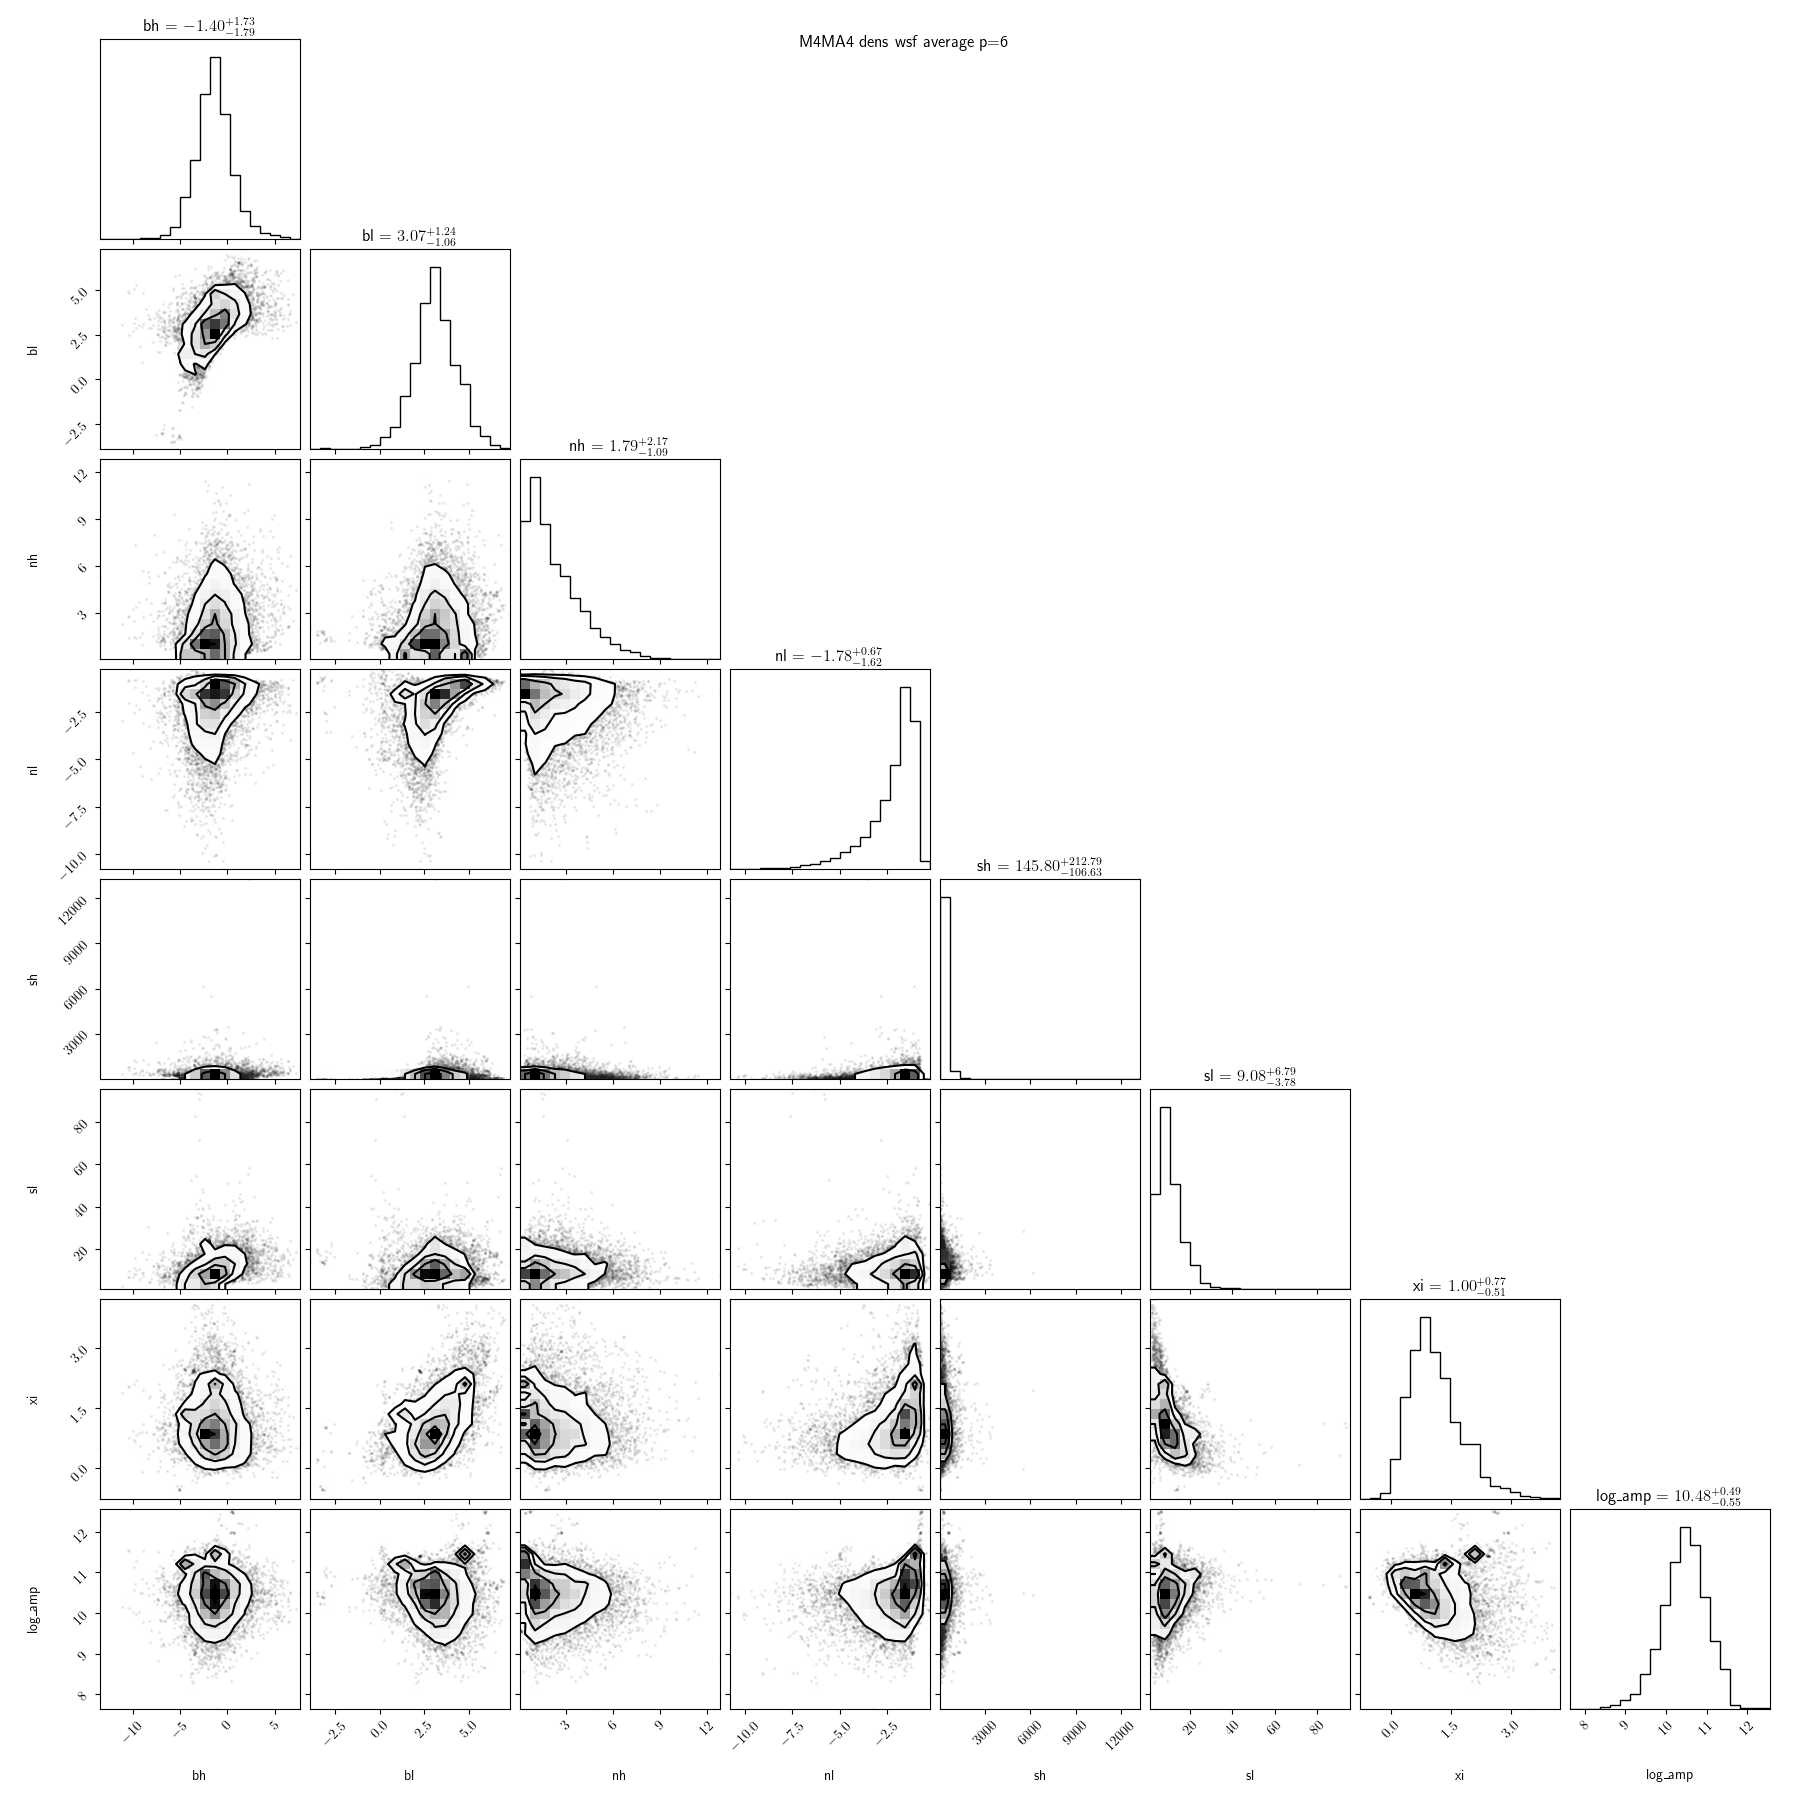 bh = −1.40+1.73−1.79
M4MA4 dens wsf average p=6
bl = 3.07+1.24−1.06
5.0
2.5
0.0
−2.5
bl
nh = 1.79+2.17−1.09
12
9
6
3
nh
nl = −1.78+0.67−1.62
−2.5
−5.0
−7.5
−10.0
nl
sh = 145.80+212.79−106.63
12000
9000
6000
3000
sh
sl = 9.08+6.79−3.78
80
60
40
20
sl
xi = 1.00+0.77−0.51
3.0
1.5
0.0
xi
log_amp = 10.48+0.49−0.55
12
11
10
9
8
log_amp
−10 −5 0 5 −2.5 0.0 2.5 5.0 3 6 9 12 −10.0 −7.5 −5.0 −2.5 3000 6000 9000 12000 20 40 60 80 0.0 1.5 3.0 8 9 10 11 12
bh bl nh nl sh sl xi log_amp